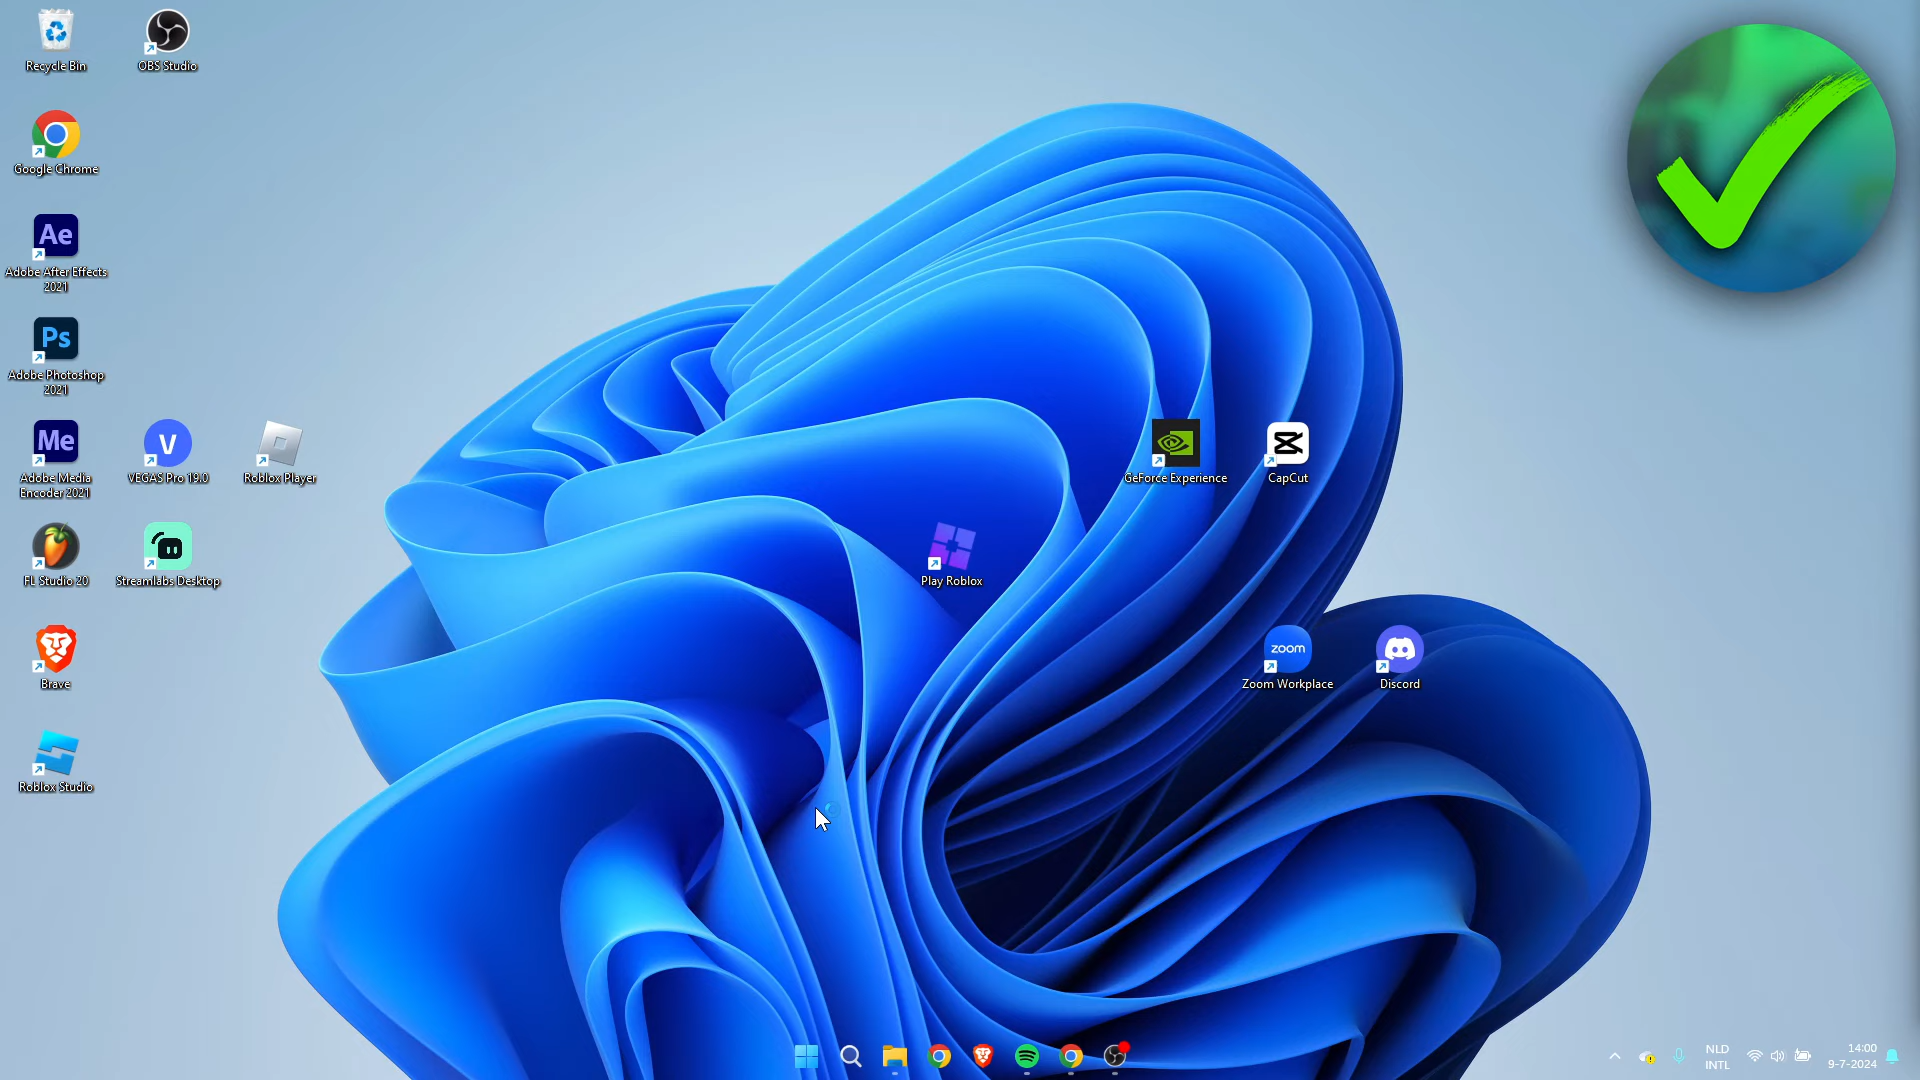 Recycle Bin
OBS Studio
Google Chrome
Ae
Adobe After Effects
2021
Ps
Adobe Photoshop
2021
Me
Adobe Media
Encoder 2021
V
VEGAS Pro 19.0
Roblox Player
GeForce Experience
CapCut
FL Studio 20
Streamlabs Desktop
Play Roblox
Brave
zoom
Zoom Workplace
Discord
Roblox Studio
NLD
INTL
14:00
9-7-2024